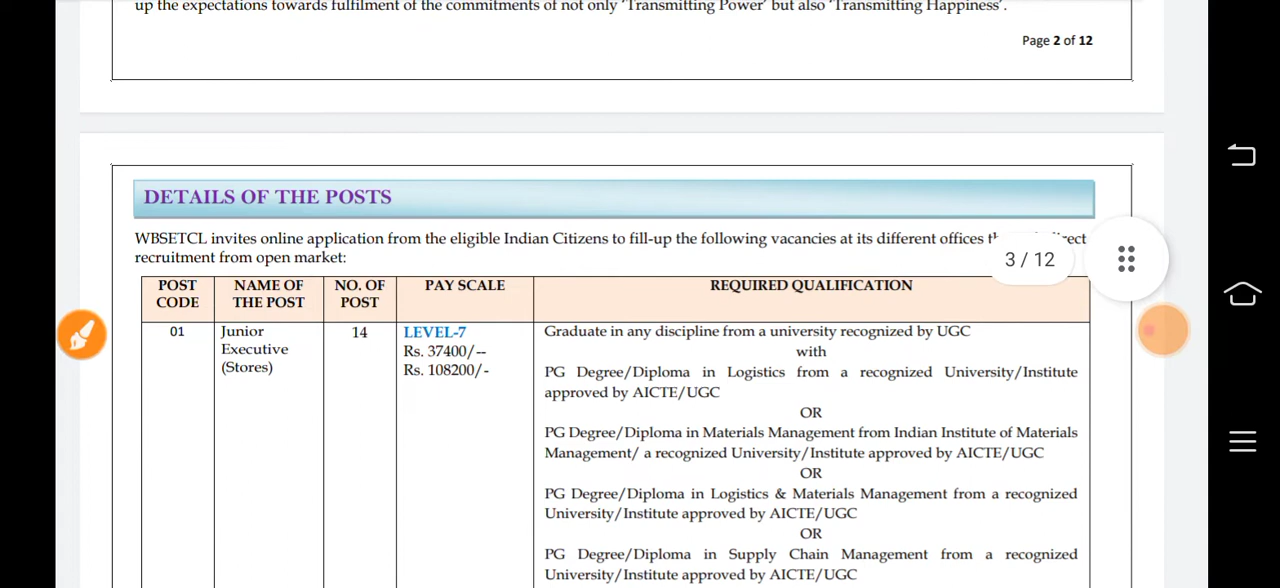 up the expectations towards fulfilment of the commitments of not only 'Transmitting Power' but also 'Transmitting Happiness'.
Page 2 of 12
DETAILS OF THE POSTS
WBSETCL invites online application from the eligible Indian Citizens to fill-up the following vacancies at its different offices
recruitment from open market:
3 / 12
POST CODE
NAME OF THE POST
NO. OF POST
PAY SCALE
REQUIRED QUALIFICATION
01
Junior
Executive
(Stores)
14
LEVEL-7
Rs. 37400/--
Rs. 108200/-
Graduate in any discipline from a university recognized by UGC
with
PG Degree/Diploma in Logistics from a recognized University/Institute
approved by AICTE/UGC
OR
PG Degree/Diploma in Materials Management from Indian Institute of Materials
Management/ a recognized University/Institute approved by AICTE/UGC
OR
PG Degree/Diploma in Logistics & Materials Management from a recognized
University/Institute approved by AICTE/UGC
OR
PG Degree/Diploma in Supply Chain Management from a recognized
University/Institute approved by AICTE/UGC